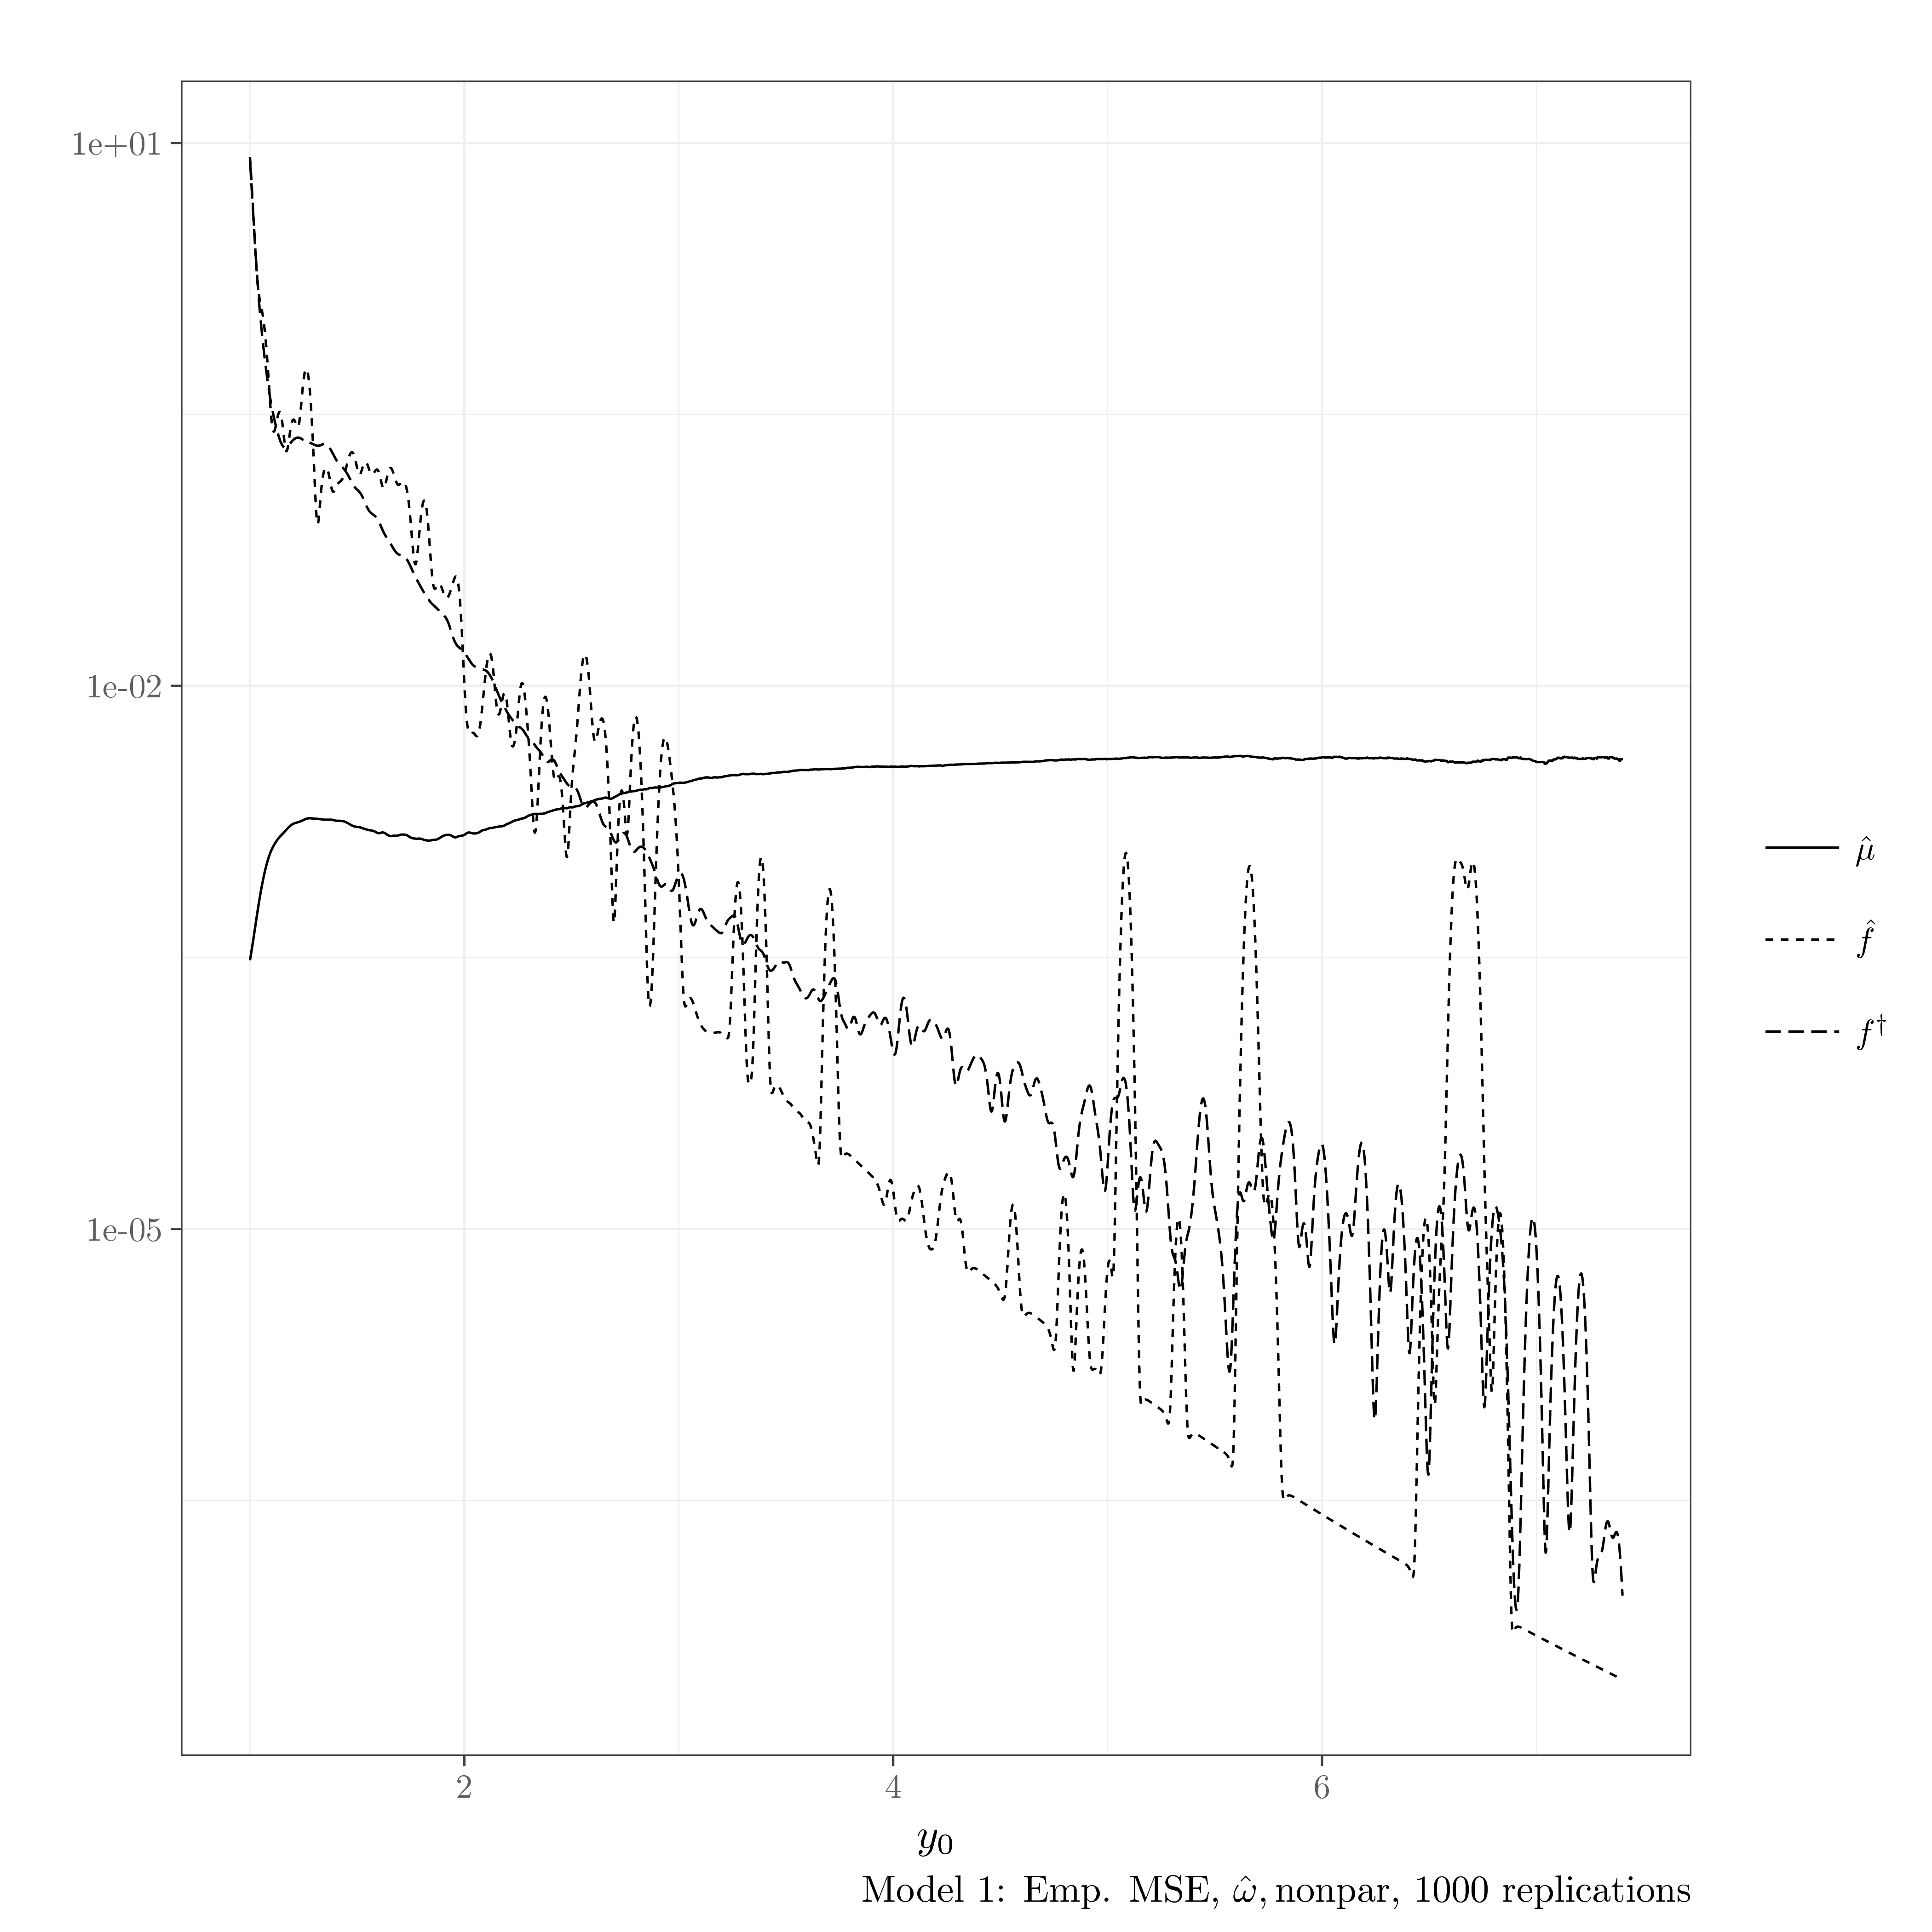 1e+01
1e-02
1e-05
2 4 6
y₀
μ̂
f̂
f†
Model 1: Emp. MSE, ω̂, nonpar, 1000 replications